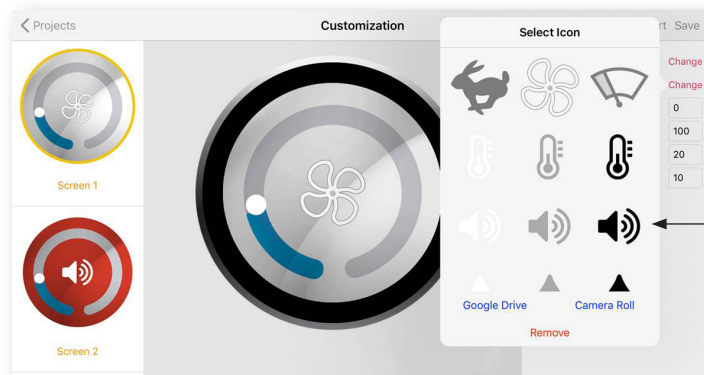 Projects
Customization
Select Icon
rt Save
Change
Change
0
100
20
10
Screen 1
Screen 2
Google Drive
Camera Roll
Remove